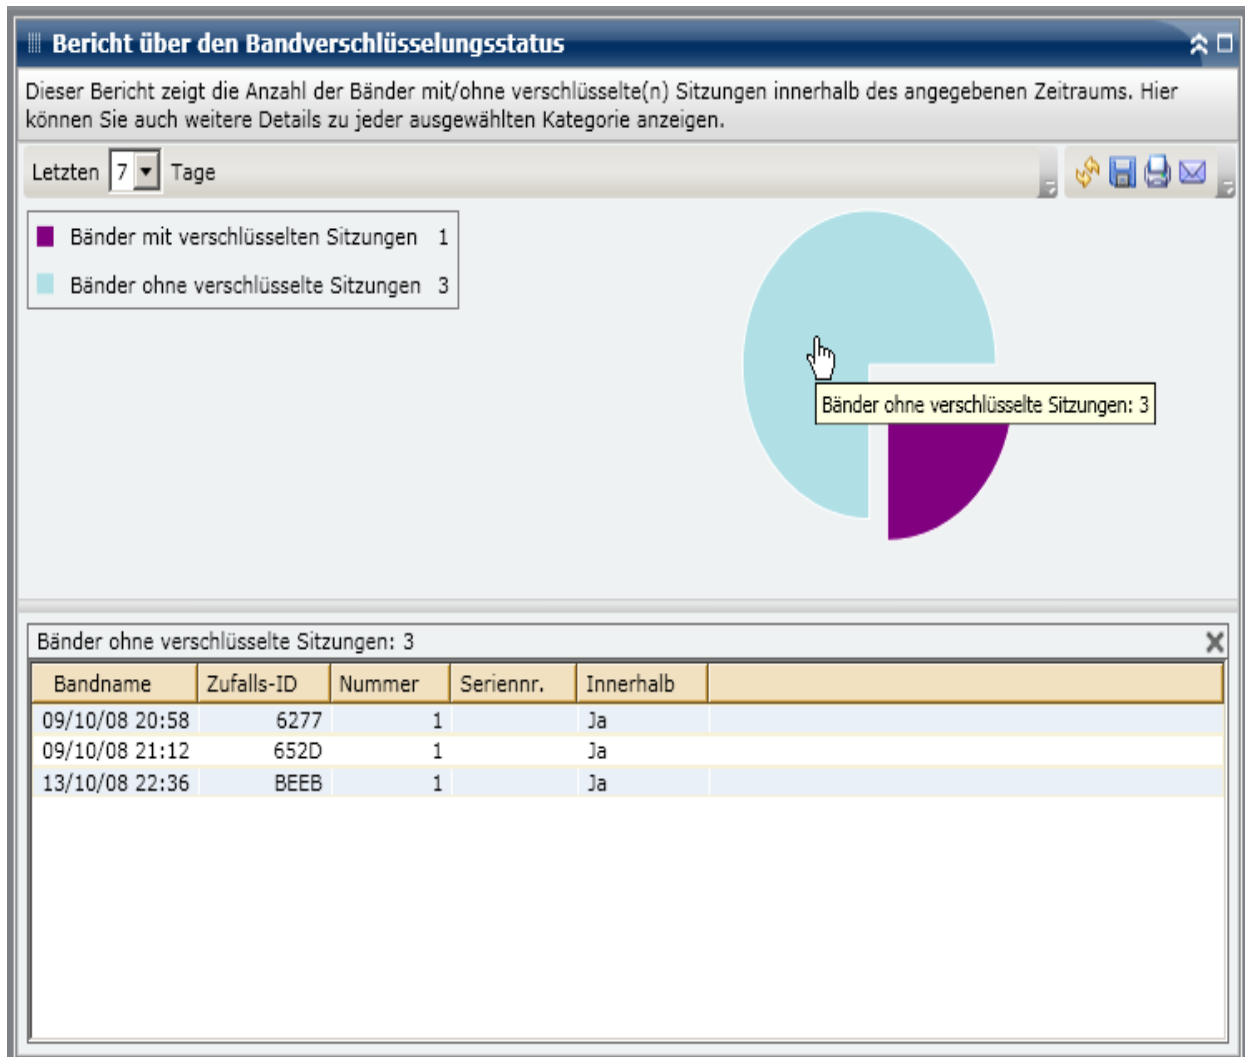 Bericht über den Bandverschlüsselungsstatus
Dieser Bericht zeigt die Anzahl der Bänder mit/ohne verschlüsselte(n) Sitzungen innerhalb des angegebenen Zeitraums. Hier
können Sie auch weitere Details zu jeder ausgewählten Kategorie anzeigen.
Letzten 7 Tage
Bänder mit verschlüsselten Sitzungen 1
Bänder ohne verschlüsselte Sitzungen 3
Bänder ohne verschlüsselte Sitzungen: 3
Bänder ohne verschlüsselte Sitzungen: 3
Bandname Zufalls-ID Nummer Seriennr. Innerhalb
09/10/08 20:58 6277 1 Ja
09/10/08 21:12 652D 1 Ja
13/10/08 22:36 BEEB 1 Ja